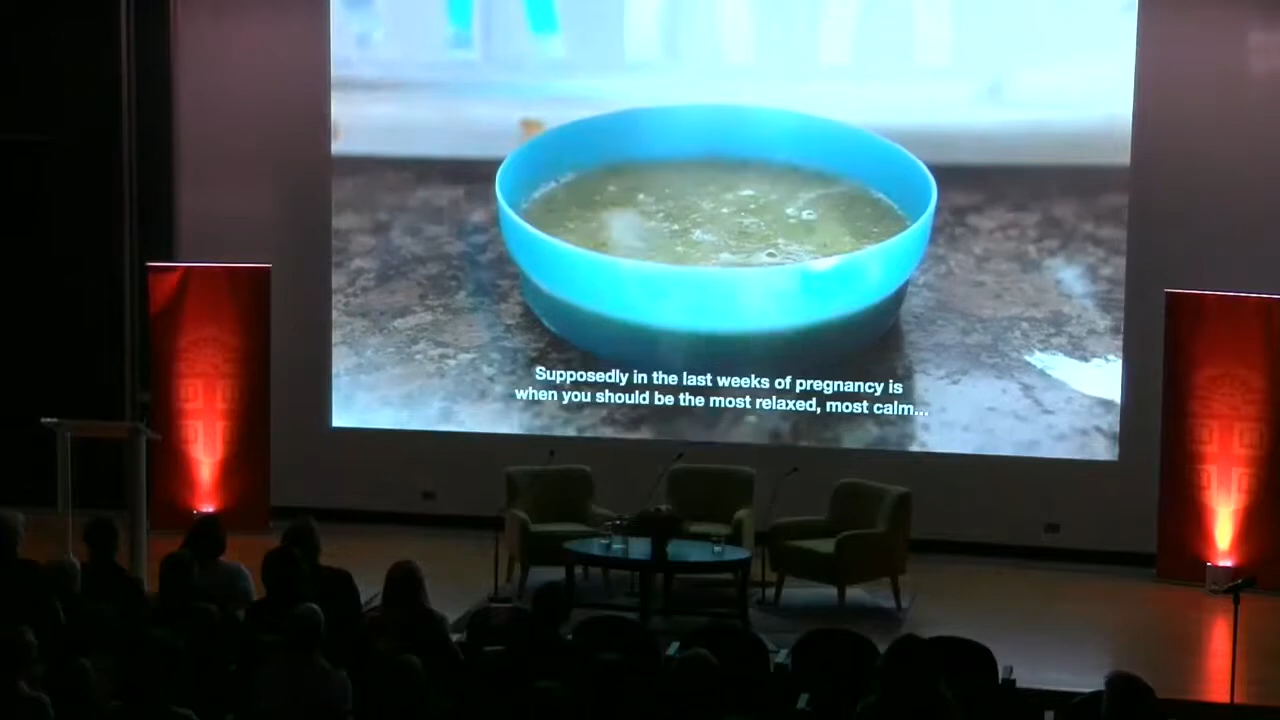 Supposedly in the last weeks of pregnancy is
when you should be the most relaxed, most calm...